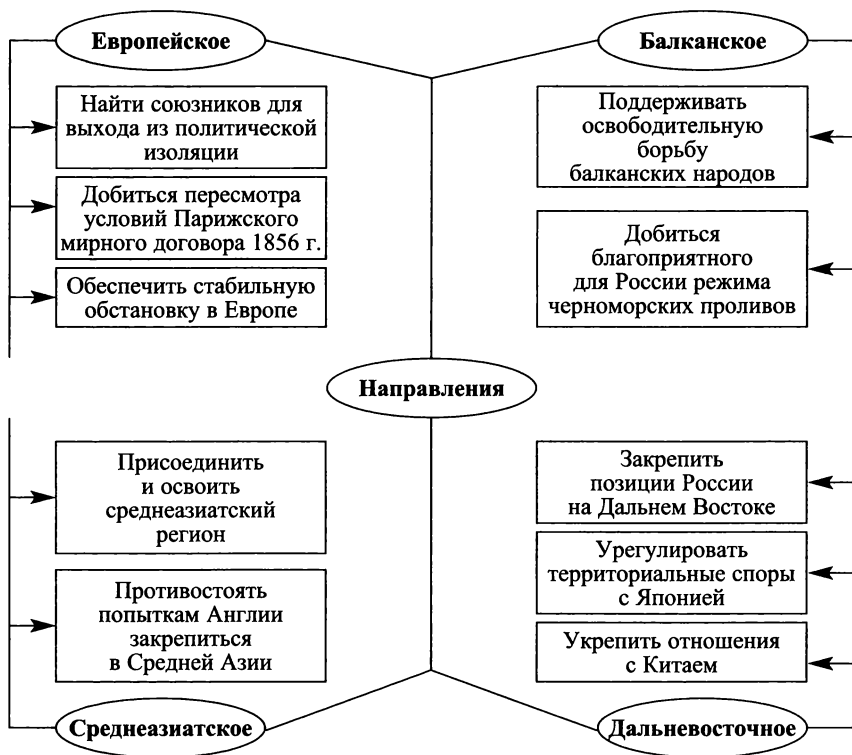 Европейское
Найти союзников для
выхода из политической
изоляции
Добиться пересмотра
условий Парижского
мирного договора 1856 г.
Обеспечить стабильную
обстановку в Европе
Балканское
Поддерживать
освободительную
борьбу
балканских народов
Добиться
благоприятного
для России режима
черноморских проливов
Направления
Присоединить
и освоить
среднеазиатский
регион
Противостоять
попыткам Англии
закрепиться
в Средней Азии
Среднеазиатское
Закрепить
позиции России
на Дальнем Востоке
Урегулировать
территориальные споры
с Японией
Укрепить отношения
с Китаем
Дальневосточное